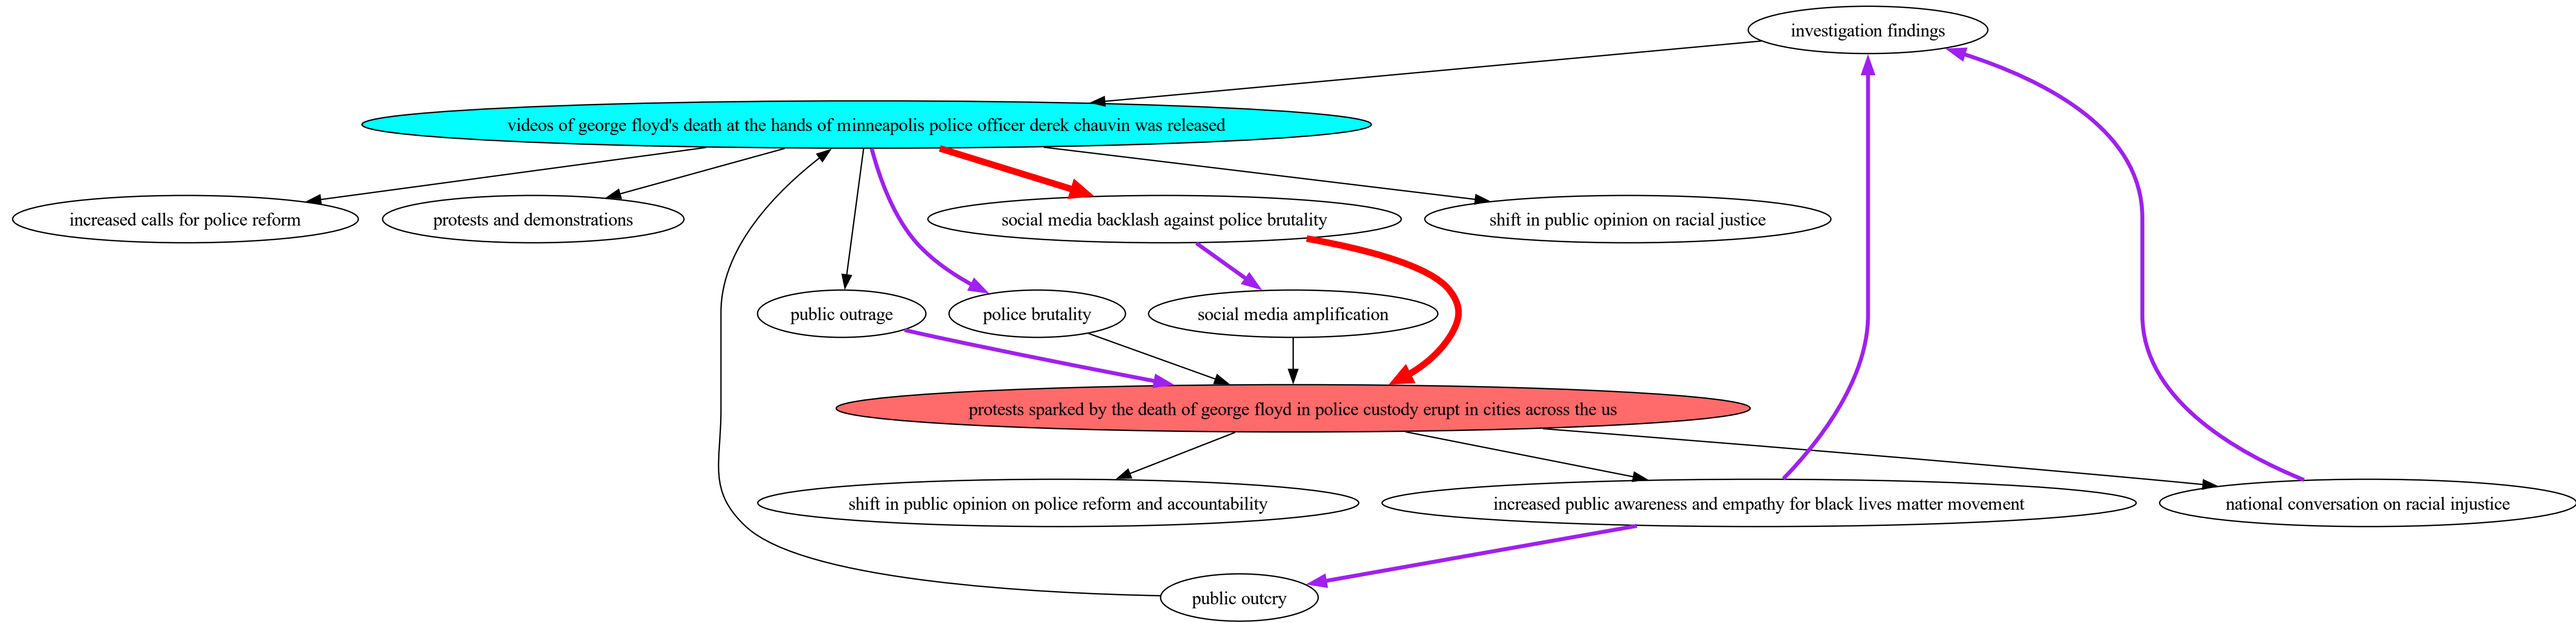 investigation findings
videos of george floyd's death at the hands of minneapolis police officer derek chauvin was released
increased calls for police reform
protests and demonstrations
social media backlash against police brutality
shift in public opinion on racial justice
public outrage
police brutality
social media amplification
protests sparked by the death of george floyd in police custody erupt in cities across the us
shift in public opinion on police reform and accountability
increased public awareness and empathy for black lives matter movement
national conversation on racial injustice
public outcry